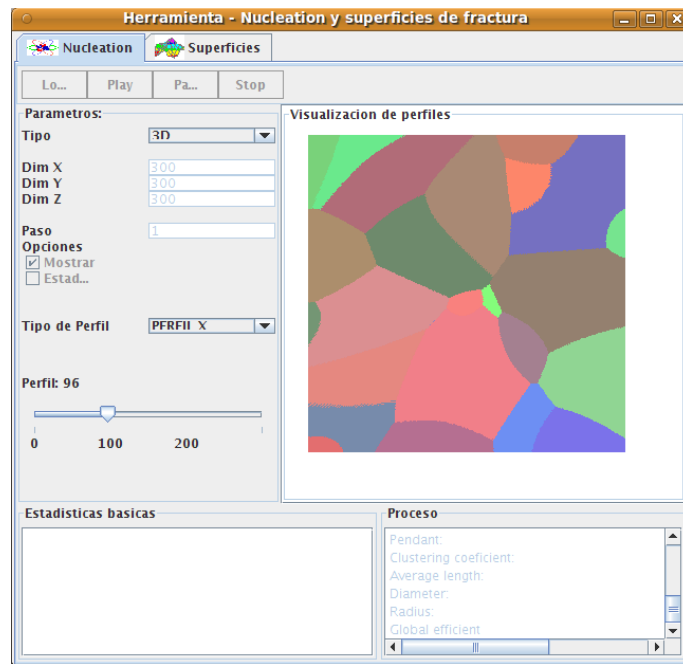 Herramienta - Nucleation y superficies de fractura
Nucleation
Superficies
Lo...
Play
Pa...
Stop
Parametros:
Tipo
3D
Dim X
300
Dim Y
300
Dim Z
300
Paso
1
Opciones
Mostrar
Estad...
Tipo de Perfil
PERFIL X
Perfil: 96
0 100 200
Visualizacion de perfiles
Estadisticas basicas
Proceso
Pendant:
Clustering coeficient:
Average length:
Diameter:
Radius:
Global efficient